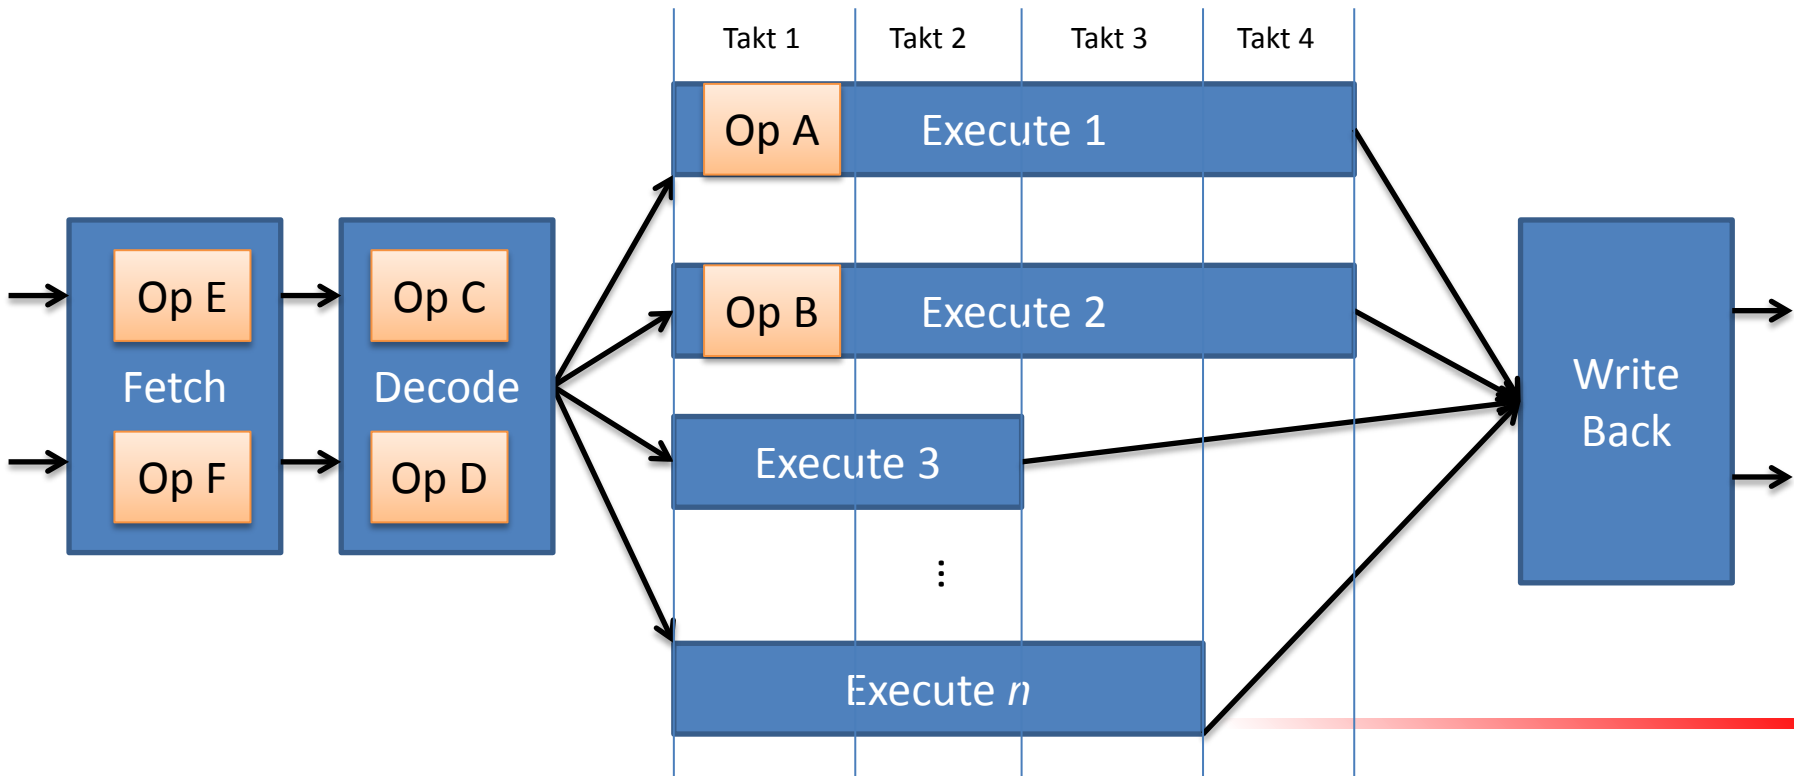 Takt 1
Takt 2
Takt 3
Takt 4
Op A
Execute 1
Op E
Op C
Op B
Execute 2
Fetch
Decode
Write
Back
Op F
Op D
Execute 3
...
Execute n